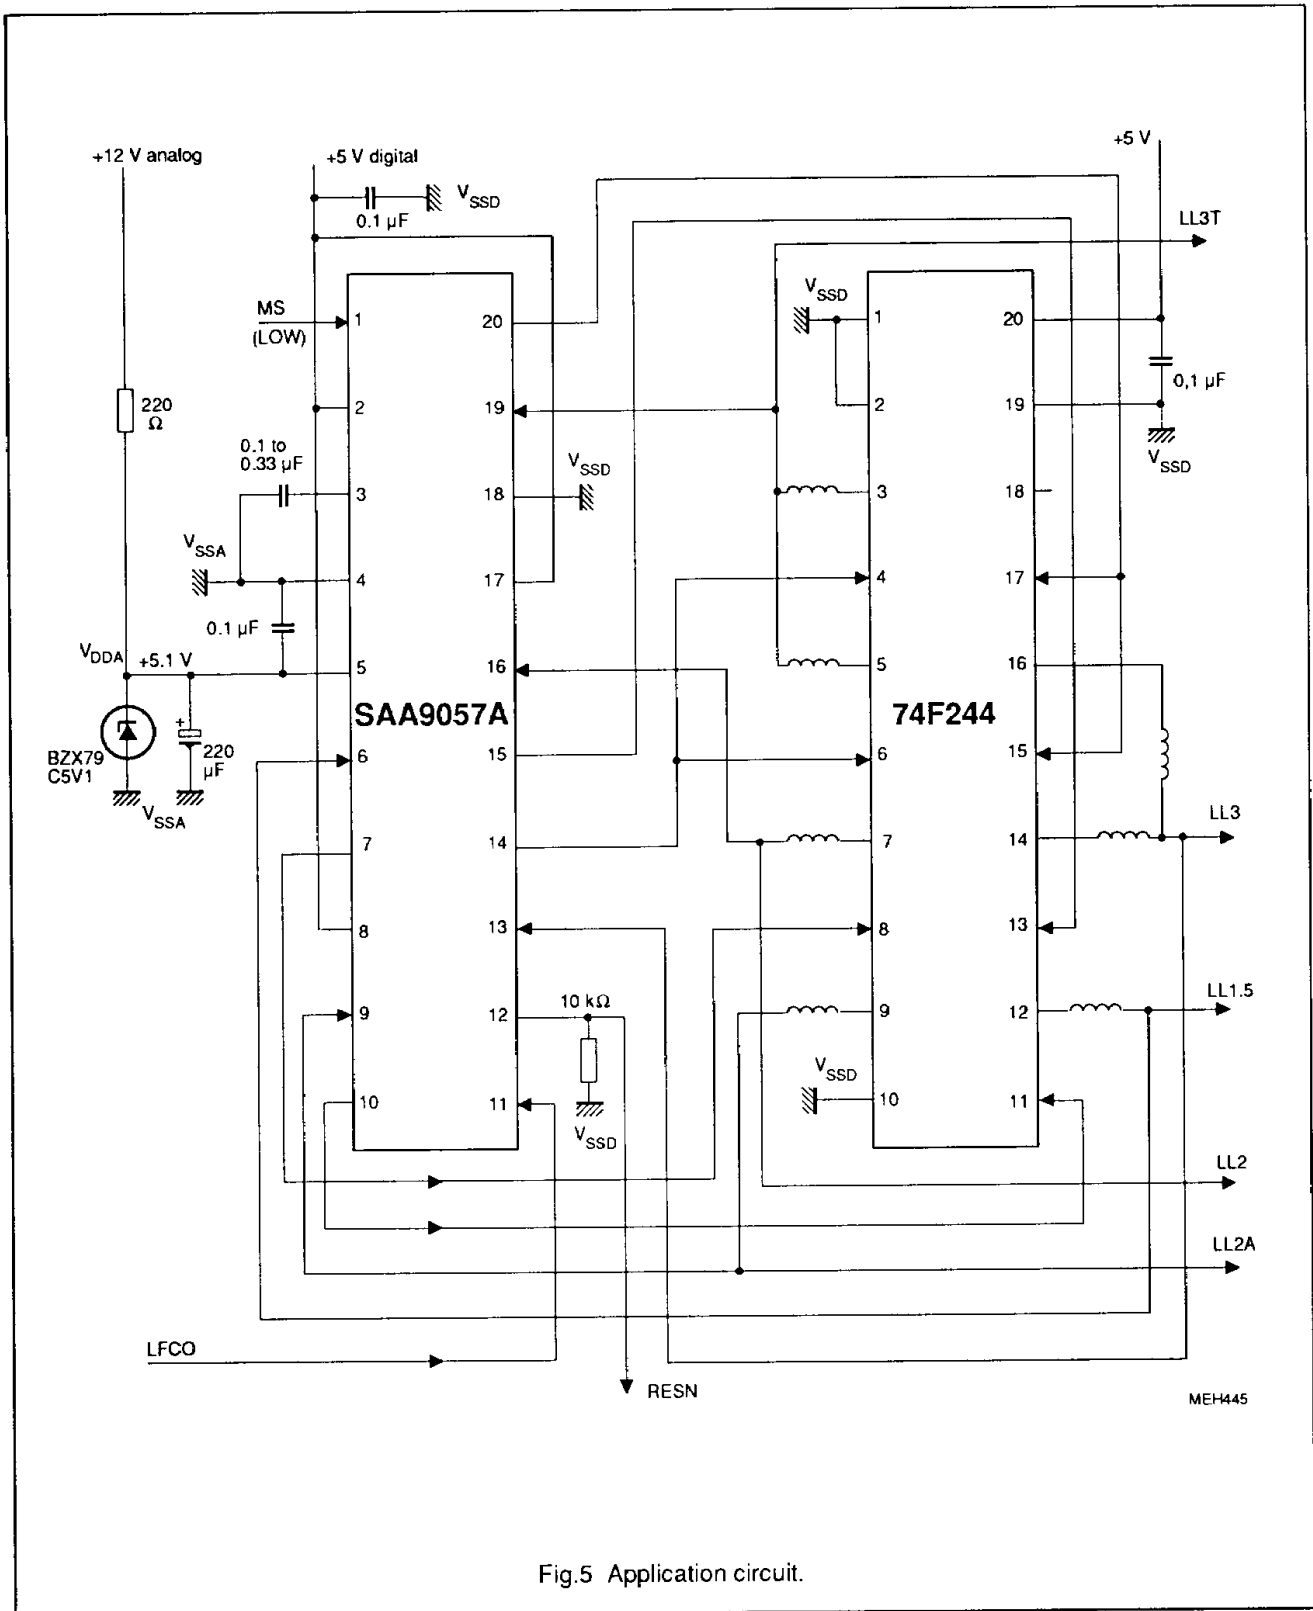 +12 V analog
+5 V digital
+5 V
VSSD
0.1 µF
LL3T
MS
(LOW)
VSSD
1
20
1
20
0,1 µF
220
Ω
2
19
2
19
0.1 to
0.33 µF
VSSD
VSSD
3
18
3
18
VSSA
4
17
4
17
0.1 µF
VDDA
+5.1 V
5
16
5
16
SAA9057A
74F244
BZX79
C5V1
+
220
µF
6
15
6
15
VSSA
LL3
7
14
7
14
8
13
8
13
LL1.5
10 kΩ
9
12
9
12
VSSD
10
11
10
11
VSSD
LL2
LL2A
LFCO
RESN
MEH445
Fig.5 Application circuit.